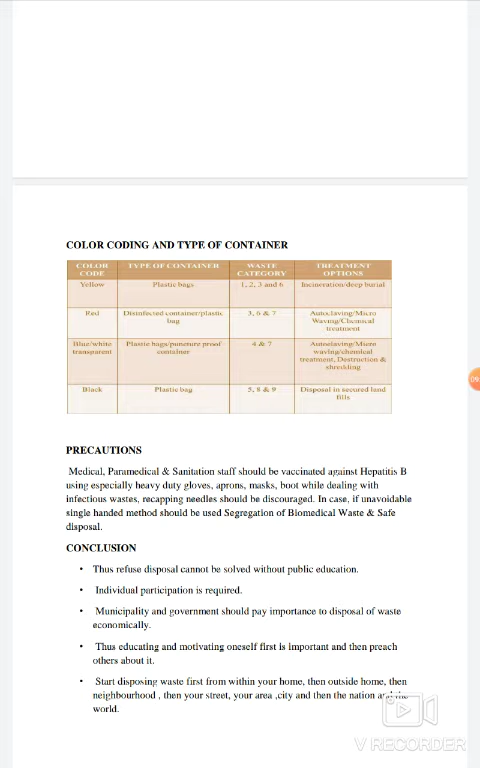 COLOR CODING AND TYPE OF CONTAINER
COLOR CODE TYPE OF CONTAINER WASTE CATEGORY TREATMENT OPTIONS
Yellow Plastic bags 1, 2, 3 and 6 Incineration/deep burial
Red Disinfected container/plastic bag 3, 6 & 7 Autoclaving/Micro Waving/Chemical treatment
Blue/white transparent Plastic bags/puncture proof container 4 & 7 Autoclaving/Micro waving/chemical treatment, Destruction & shredding
Black Plastic bag 5, 8 & 9 Disposal in secured land fills
09
PRECAUTIONS
Medical, Paramedical & Sanitation staff should be vaccinated against Hepatitis B
using especially heavy duty gloves, aprons, masks, boot while dealing with
infectious wastes, recapping needles should be discouraged. In case, if unavoidable
single handed method should be used Segregation of Biomedical Waste & Safe
disposal.
CONCLUSION
• Thus refuse disposal cannot be solved without public education.
• Individual participation is required.
• Municipality and government should pay importance to disposal of waste
economically.
• Thus educating and motivating oneself first is important and then preach
others about it.
• Start disposing waste first from within your home, then outside home, then
neighbourhood , then your street, your area ,city and then the nation and the
world.
V RECORDER